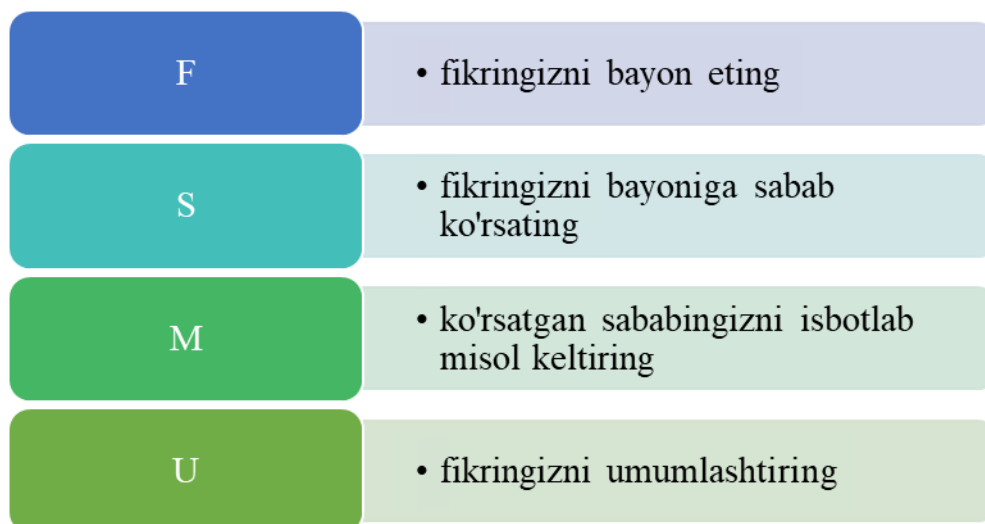 F
• fikringizni bayon eting
S
• fikringizni bayoniga sabab
ko'rsating
M
• ko'rsatgan sababingizni isbotlab
misol keltiring
U
• fikringizni umumlashtiring